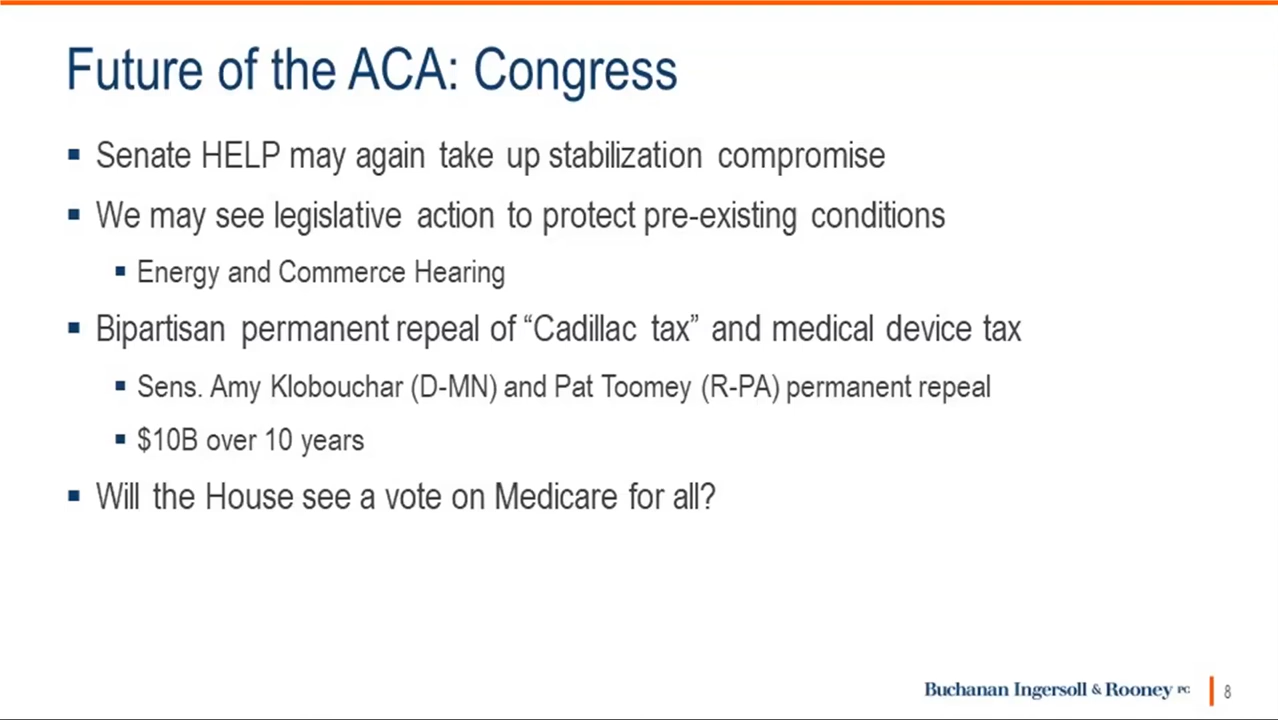 Future of the ACA: Congress
▪ Senate HELP may again take up stabilization compromise
▪ We may see legislative action to protect pre-existing conditions
▪ Energy and Commerce Hearing
▪ Bipartisan permanent repeal of “Cadillac tax” and medical device tax
▪ Sens. Amy Klobouchar (D-MN) and Pat Toomey (R-PA) permanent repeal
▪ $10B over 10 years
▪ Will the House see a vote on Medicare for all?
Buchanan Ingersoll & Rooney PC
8